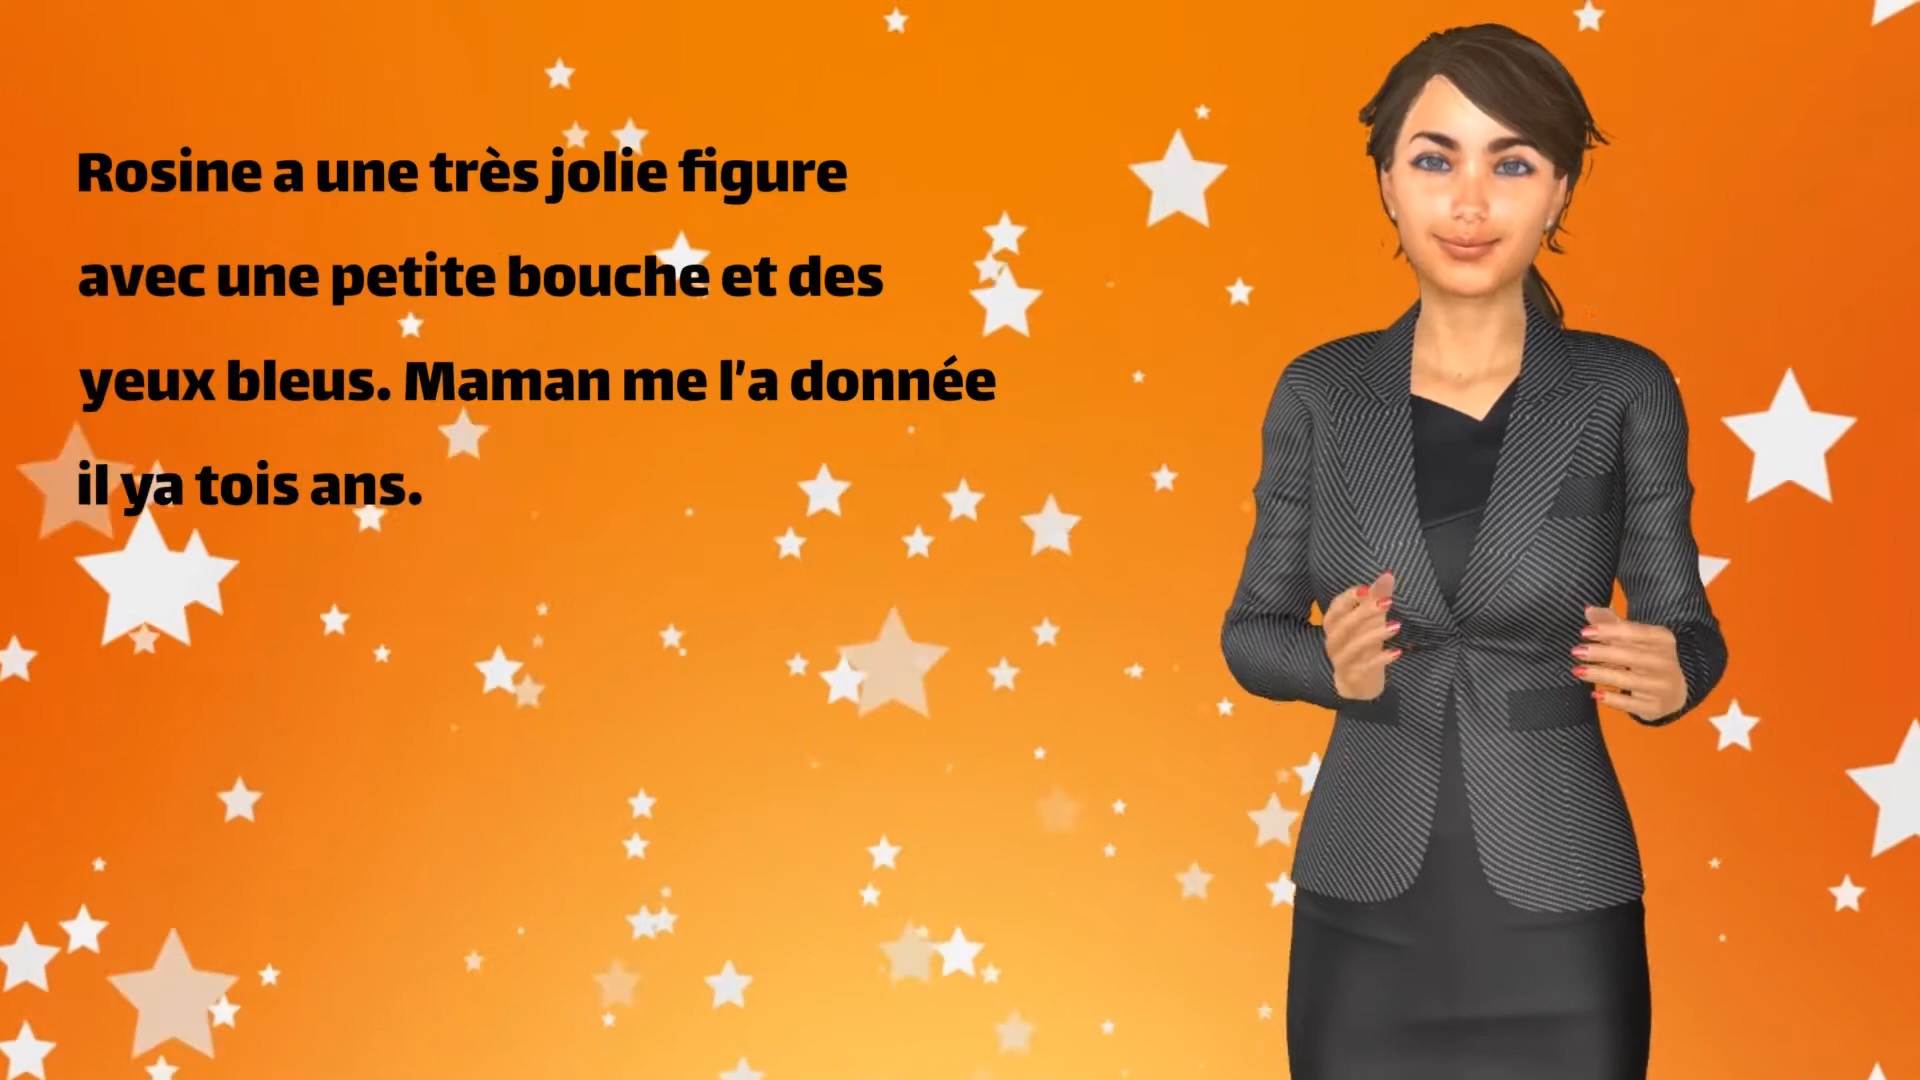 Rosine a une très jolie figure
avec une petite bouche et des
yeux bleus. Maman me l'a donnée
il ya tois ans.